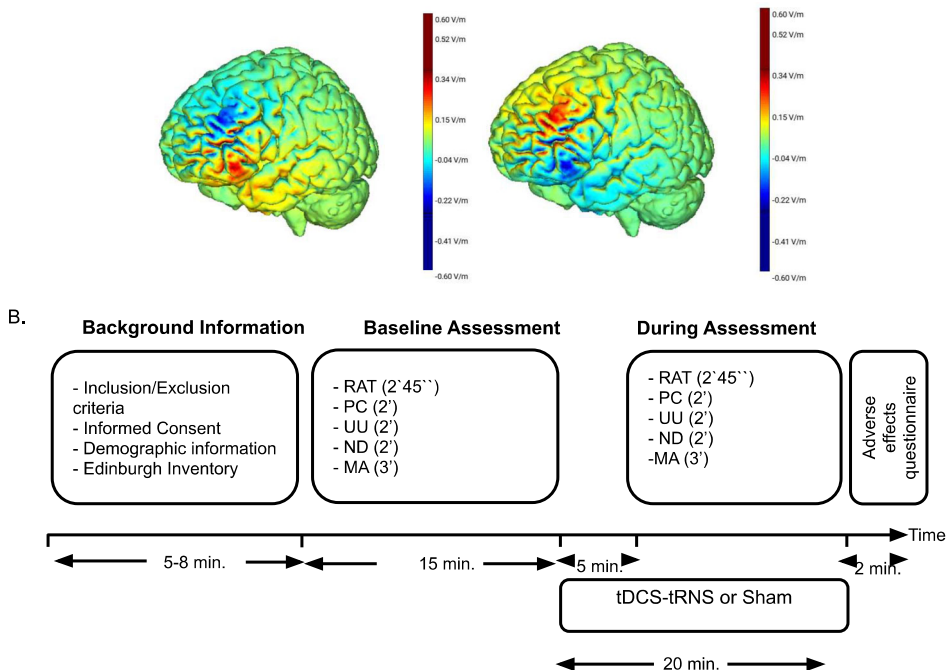 0.60 V/m
0.52 V/m
0.34 V/m
0.15 V/m
-0.04 V/m
-0.22 V/m
-0.41 V/m
-0.60 V/m
0.60 V/m
0.52 V/m
0.34 V/m
0.15 V/m
-0.04 V/m
-0.22 V/m
-0.41 V/m
-0.60 V/m
B.
Background Information
- Inclusion/Exclusion
criteria
- Informed Consent
- Demographic information
- Edinburgh Inventory
Baseline Assessment
- RAT (2`45``)
- PC (2')
- UU (2')
- ND (2')
- MA (3')
During Assessment
- RAT (2`45``)
- PC (2')
- UU (2')
- ND (2')
-MA (3')
Adverse
effects
questionnaire
Time
5-8 min.
15 min.
5 min.
2 min.
tDCS-tRNS or Sham
20 min.